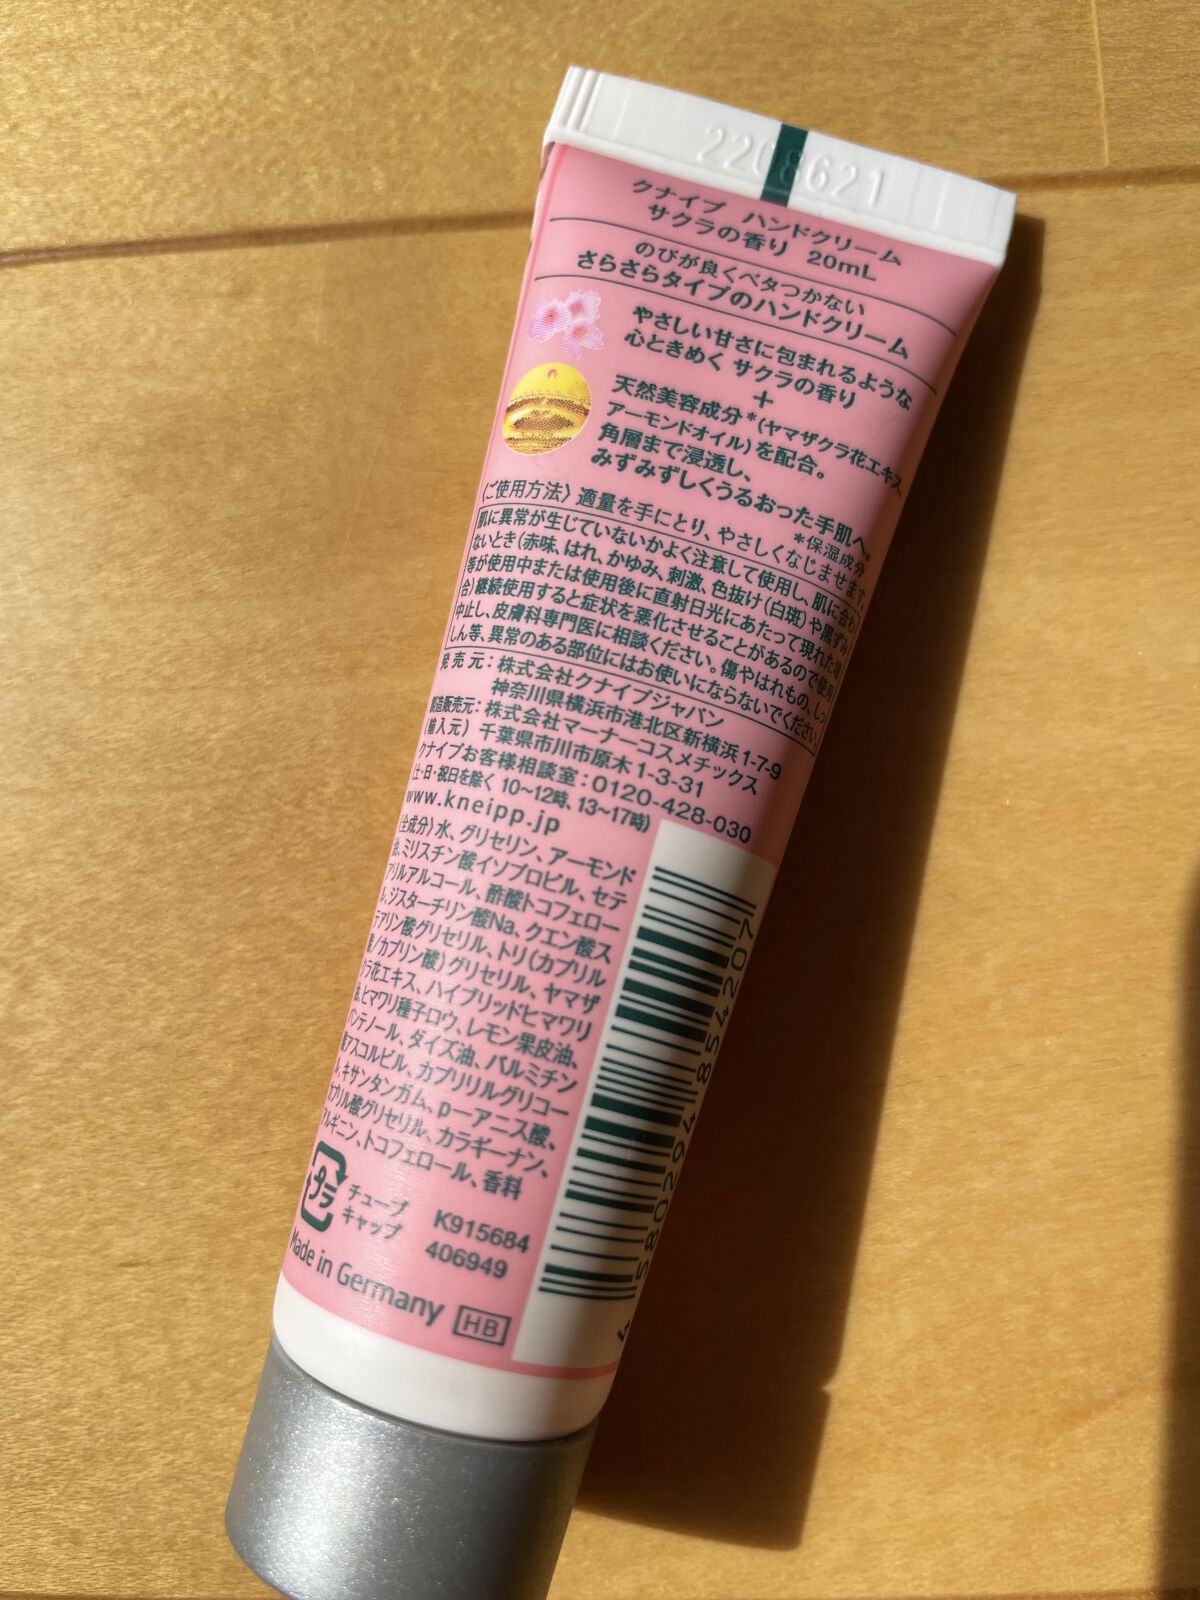 2208621
クナイプ ハンドクリーム
サクラの香り 20mL
のびが良くベタつかない
さらさらタイプのハンドクリーム
やさしい甘さに包まれるような
心ときめく サクラの香り
+
天然美容成分*(ヤマザクラ花エキス、
アーモンドオイル)を配合。
角層まで浸透し、
みずみずしくうるおった手肌へ。
*保湿成分
〈ご使用方法〉適量を手にとり、やさしくなじませます。
肌に異常が生じていないかよく注意して使用し、肌に合わ
ないとき(赤味、はれ、かゆみ、刺激、色抜け(白斑)や黒ずみ
等が使用中または使用後に直射日光にあたって現れた場
合)継続使用すると症状を悪化させることがあるので使用
中止し、皮膚科専門医に相談ください。傷やはれもの、しっ
しん等、異常のある部位にはお使いにならないでください。
発売元:株式会社クナイプジャパン
神奈川県横浜市港北区新横浜1-7-9
製造販売元:株式会社マーナーコスメチックス
(輸入元) 千葉県市川市原木1-3-31
クナイプお客様相談室:0120-428-030
(土・日・祝日を除く 10〜12時、13〜17時)
www.kneipp.jp
〈全成分〉水、グリセリン、アーモンド
油、ミリスチン酸イソプロピル、セテ
アリルアルコール、酢酸トコフェロー
ル、ジステアリン酸Na、クエン酸ス
テアリン酸グリセリル、トリ(カプリル
酸/カプリン酸)グリセリル、ヤマザ
クラ花エキス、ハイブリッドヒマワリ
油、ヒマワリ種子ロウ、レモン果皮油、
パンテノール、ダイズ油、パルミチン
酸アスコルビル、カプリリルグリコー
ル、キサンタンガム、p-アニス酸、
カプリル酸グリセリル、カラギーナン、
アルギニン、トコフェロール、香料
プラ
チューブ
キャップ
K915684
406949
Made in Germany
HB
4 580294 854207